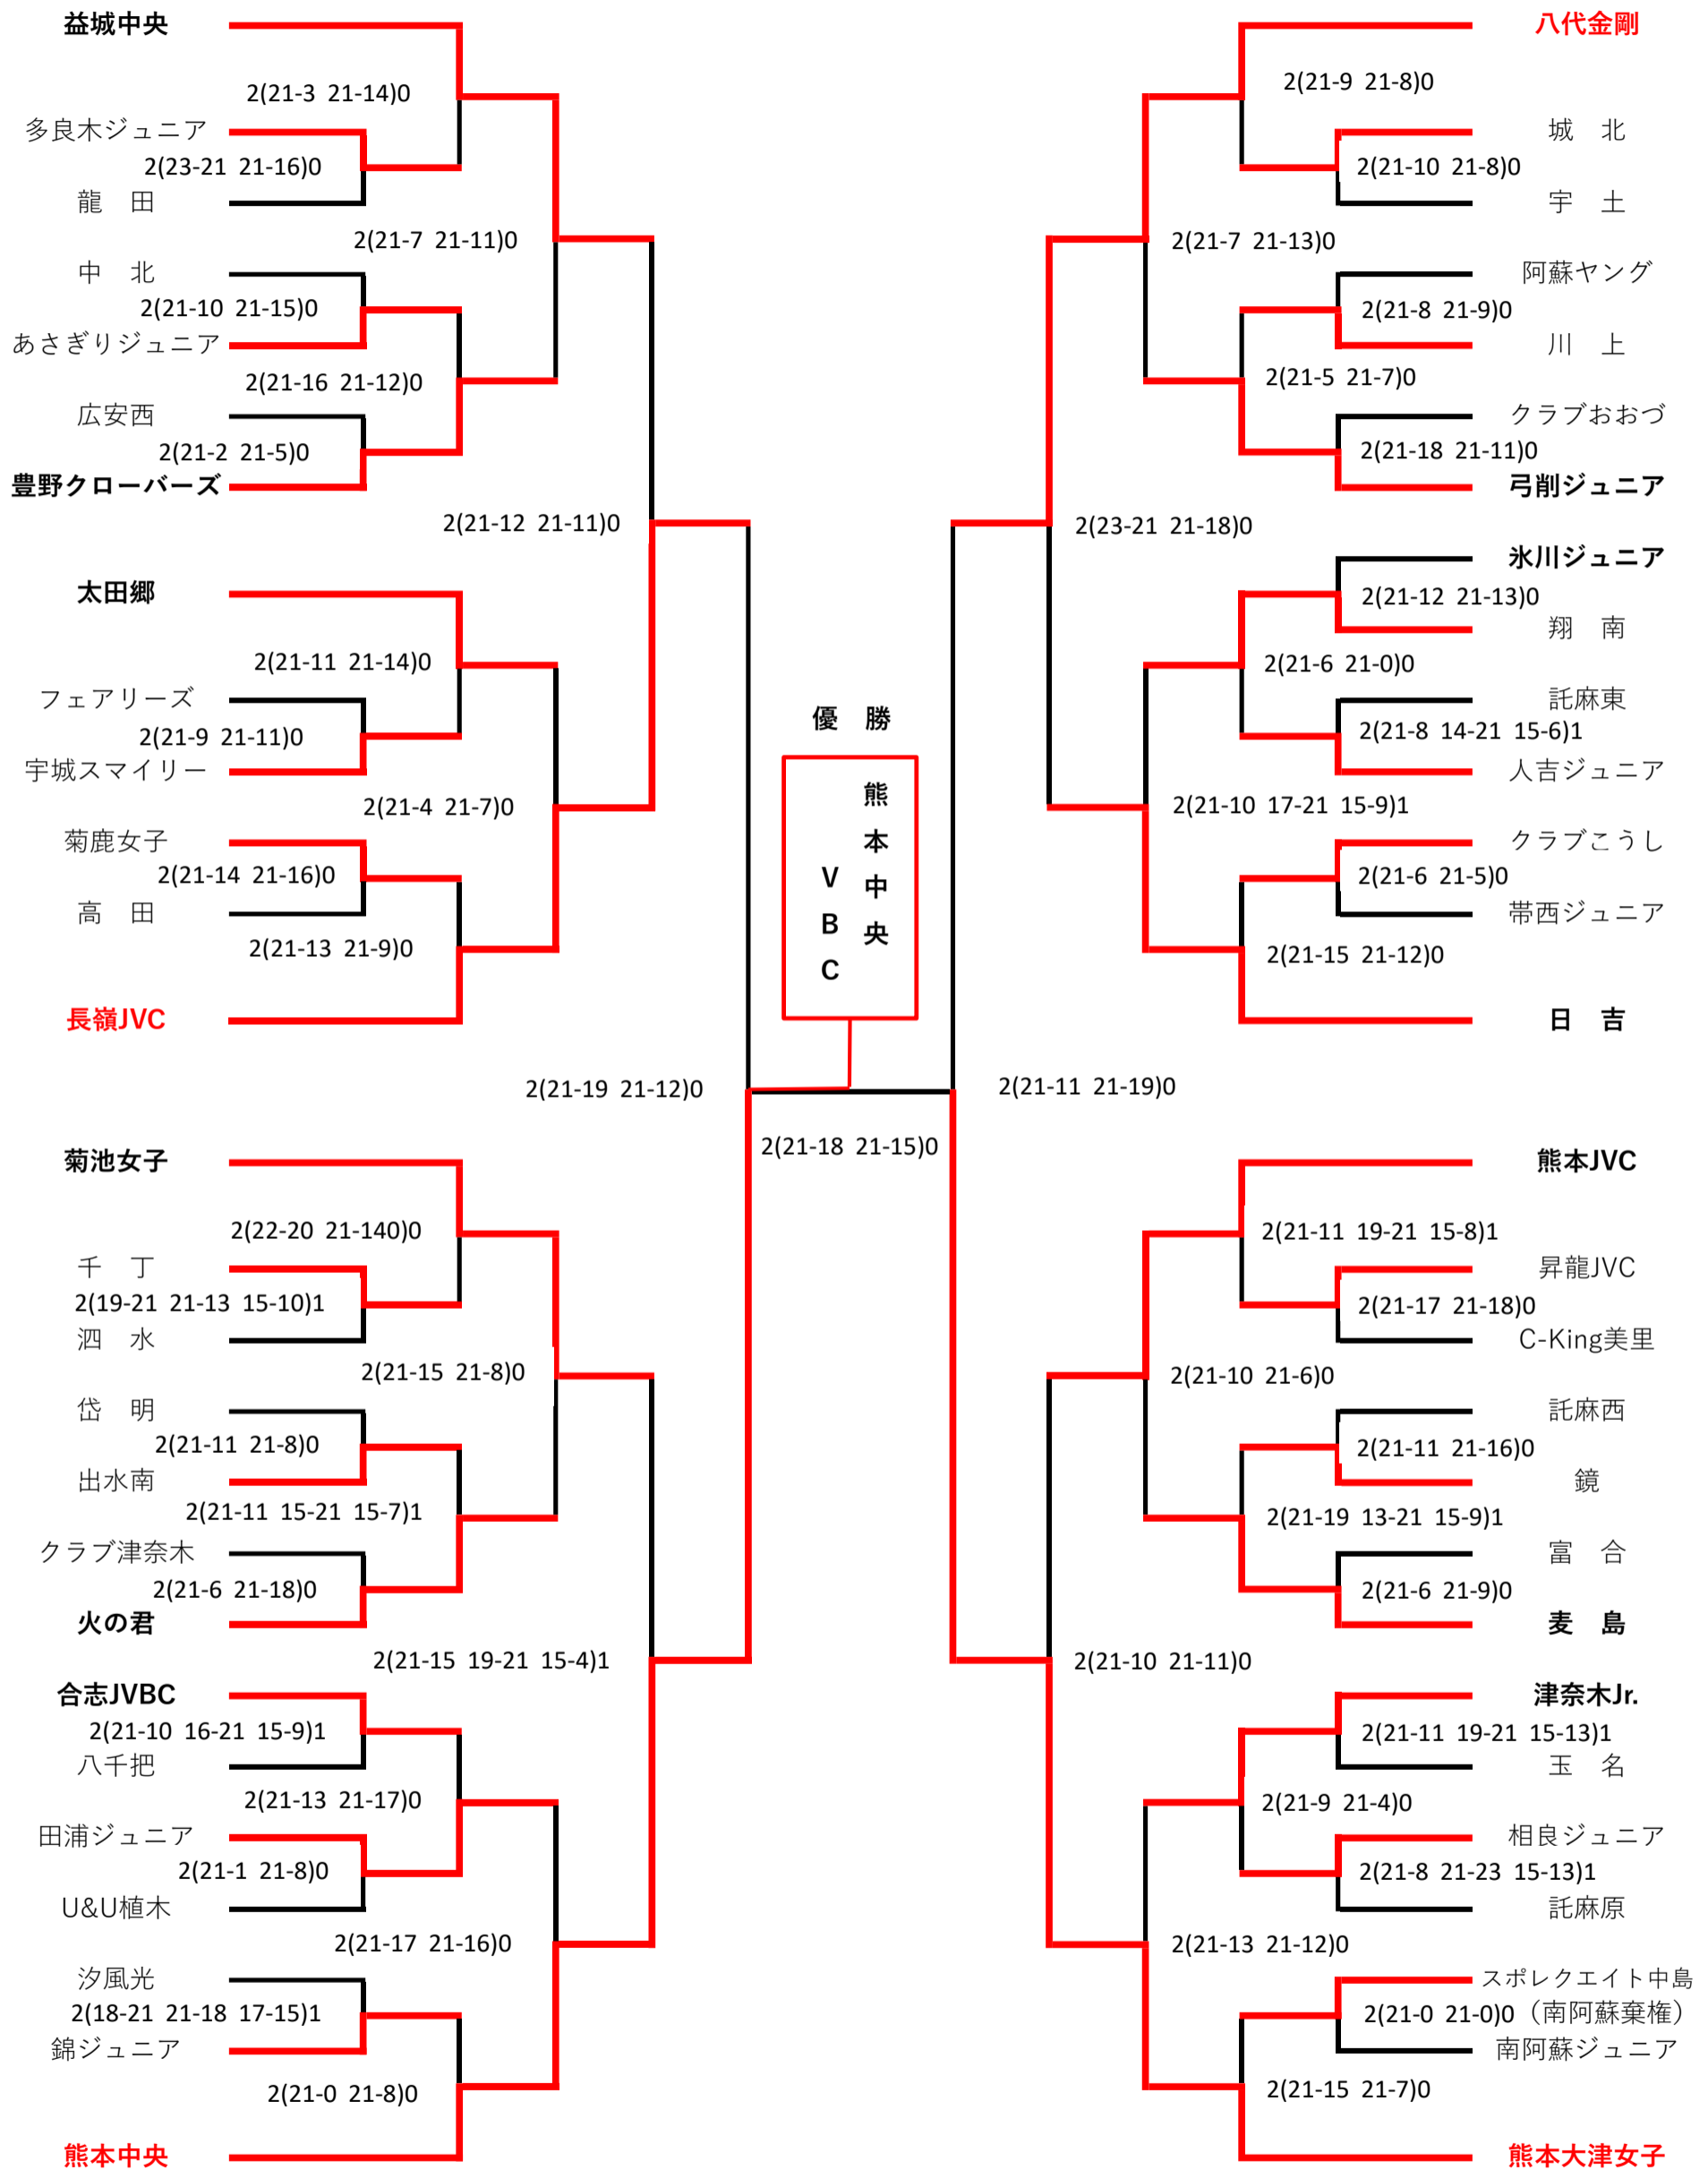 益城中央
2(21-3 21-14)0
多良木ジュニア
2(23-21 21-16)0
龍　田
2(21-7 21-11)0
中　北
2(21-10 21-15)0
あさぎりジュニア
2(21-16 21-12)0
広安西
2(21-2 21-5)0
豊野クローバーズ
2(21-12 21-11)0
太田郷
2(21-11 21-14)0
フェアリーズ
2(21-9 21-11)0
宇城スマイリー
2(21-4 21-7)0
菊鹿女子
2(21-14 21-16)0
高　田
2(21-13 21-9)0
長嶺JVC
2(21-19 21-12)0
菊池女子
2(22-20 21-140)0
千　丁
2(19-21 21-13 15-10)1
泗　水
2(21-15 21-8)0
岱　明
2(21-11 21-8)0
出水南
2(21-11 15-21 15-7)1
クラブ津奈木
2(21-6 21-18)0
火の君
2(21-15 19-21 15-4)1
合志JVBC
2(21-10 16-21 15-9)1
八千把
2(21-13 21-17)0
田浦ジュニア
2(21-1 21-8)0
U&U植木
2(21-17 21-16)0
汐風光
2(18-21 21-18 17-15)1
錦ジュニア
2(21-0 21-8)0
熊本中央
優　勝
熊本中央
VBC
2(21-18 21-15)0
八代金剛
2(21-9 21-8)0
城　北
2(21-10 21-8)0
宇　土
2(21-7 21-13)0
阿蘇ヤング
2(21-8 21-9)0
川　上
2(21-5 21-7)0
クラブおおづ
2(21-18 21-11)0
弓削ジュニア
2(23-21 21-18)0
氷川ジュニア
2(21-12 21-13)0
翔　南
2(21-6 21-0)0
託麻東
2(21-8 14-21 15-6)1
人吉ジュニア
2(21-10 17-21 15-9)1
クラブこうし
2(21-6 21-5)0
帯西ジュニア
2(21-15 21-12)0
日　吉
2(21-11 21-19)0
熊本JVC
2(21-11 19-21 15-8)1
昇龍JVC
2(21-17 21-18)0
C-King美里
2(21-10 21-6)0
託麻西
2(21-11 21-16)0
鏡
2(21-19 13-21 15-9)1
富　合
2(21-6 21-9)0
麦　島
2(21-10 21-11)0
津奈木Jr.
2(21-11 19-21 15-13)1
玉　名
2(21-9 21-4)0
相良ジュニア
2(21-8 21-23 15-13)1
託麻原
2(21-13 21-12)0
スポレクエイト中島
2(21-0 21-0)0（南阿蘇棄権）
南阿蘇ジュニア
2(21-15 21-7)0
熊本大津女子